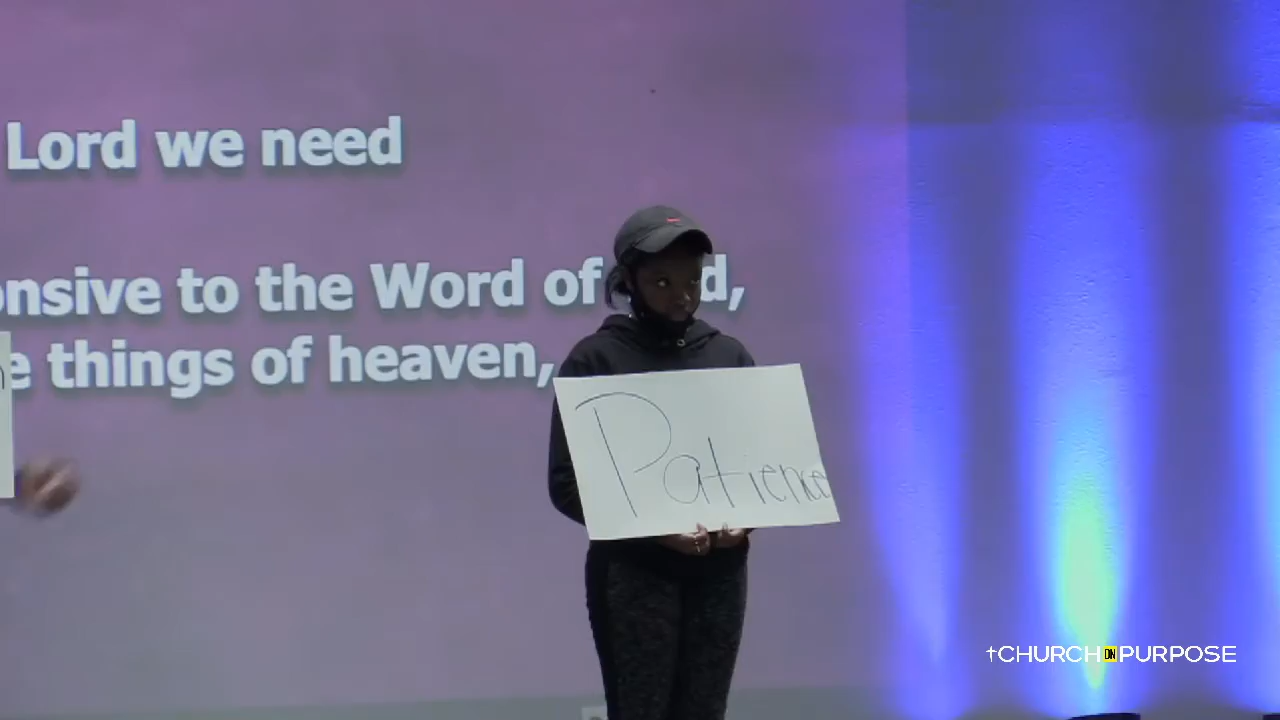 Lord we need
onsive to the Word of d,
e things of heaven,
Patience
†CHURCH ON PURPOSE